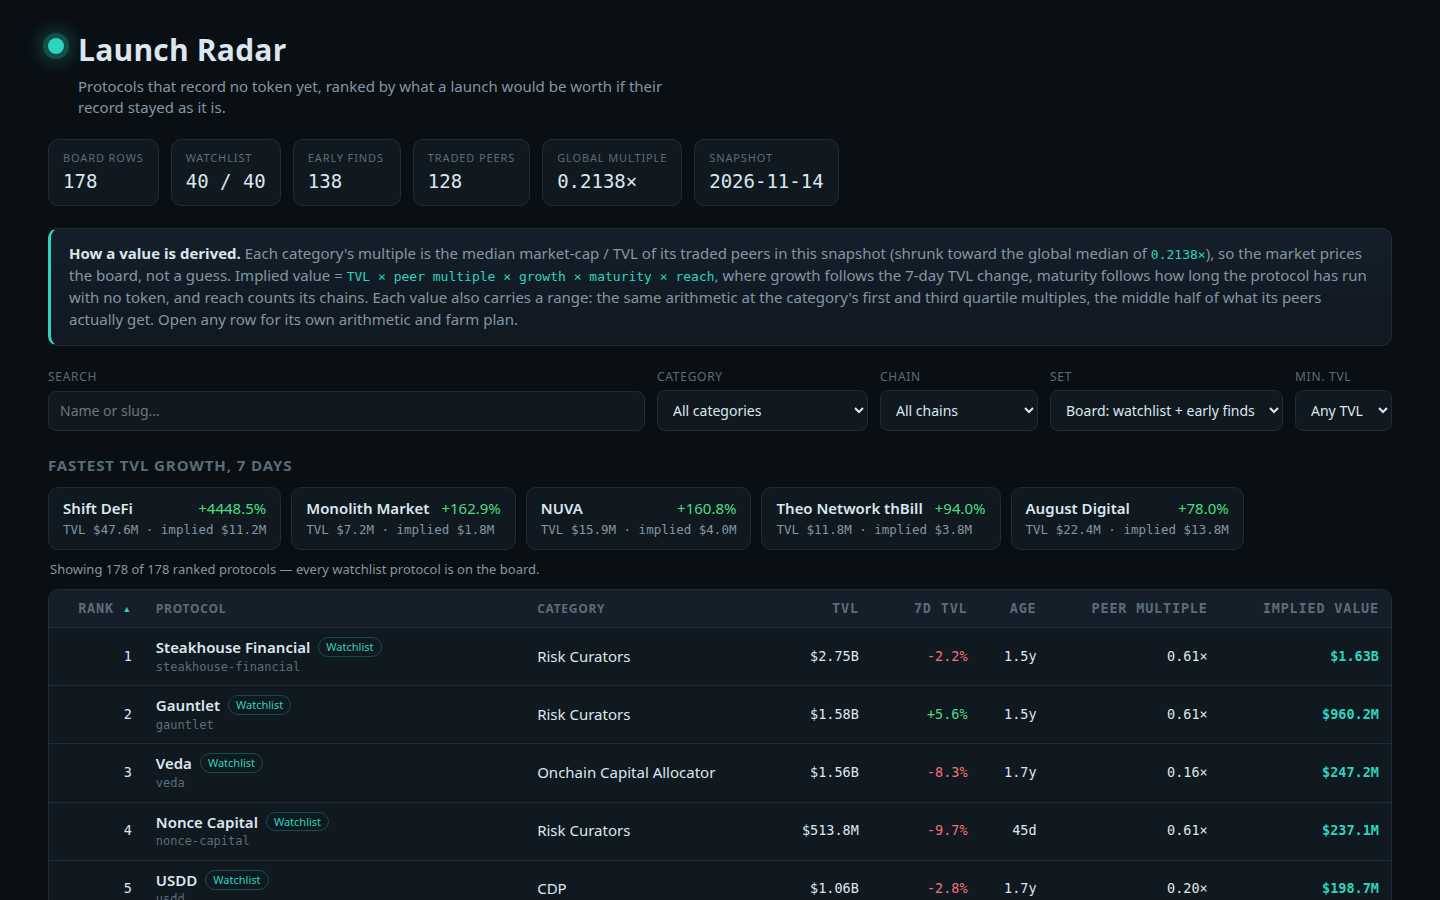 Launch Radar
Protocols that record no token yet, ranked by what a launch would be worth if their
record stayed as it is.
BOARD ROWS
178
WATCHLIST
40 / 40
EARLY FINDS
138
TRADED PEERS
128
GLOBAL MULTIPLE
0.2138×
SNAPSHOT
2026-11-14
How a value is derived. Each category's multiple is the median market-cap / TVL of its traded peers in this snapshot (shrunk toward the global median of 0.2138×), so the market prices
the board, not a guess. Implied value = TVL × peer multiple × growth × maturity × reach, where growth follows the 7-day TVL change, maturity follows how long the protocol has run
with no token, and reach counts its chains. Each value also carries a range: the same arithmetic at the category's first and third quartile multiples, the middle half of what its peers
actually get. Open any row for its own arithmetic and farm plan.
SEARCH
Name or slug...
CATEGORY
All categories
CHAIN
All chains
SET
Board: watchlist + early finds
MIN. TVL
Any TVL
FASTEST TVL GROWTH, 7 DAYS
Shift DeFi +4448.5%
TVL $47.6M · implied $11.2M
Monolith Market +162.9%
TVL $7.2M · implied $1.8M
NUVA +160.8%
TVL $15.9M · implied $4.0M
Theo Network thBill +94.0%
TVL $11.8M · implied $3.8M
August Digital +78.0%
TVL $22.4M · implied $13.8M
Showing 178 of 178 ranked protocols — every watchlist protocol is on the board.
RANK ▲ PROTOCOL CATEGORY TVL 7D TVL AGE PEER MULTIPLE IMPLIED VALUE
1 Steakhouse Financial Watchlist Risk Curators $2.75B -2.2% 1.5y 0.61× $1.63B
steakhouse-financial
2 Gauntlet Watchlist Risk Curators $1.58B +5.6% 1.5y 0.61× $960.2M
gauntlet
3 Veda Watchlist Onchain Capital Allocator $1.56B -8.3% 1.7y 0.16× $247.2M
veda
4 Nonce Capital Watchlist Risk Curators $513.8M -9.7% 45d 0.61× $237.1M
nonce-capital
5 USDD Watchlist CDP $1.06B -2.8% 1.7y 0.20× $198.7M
usdd